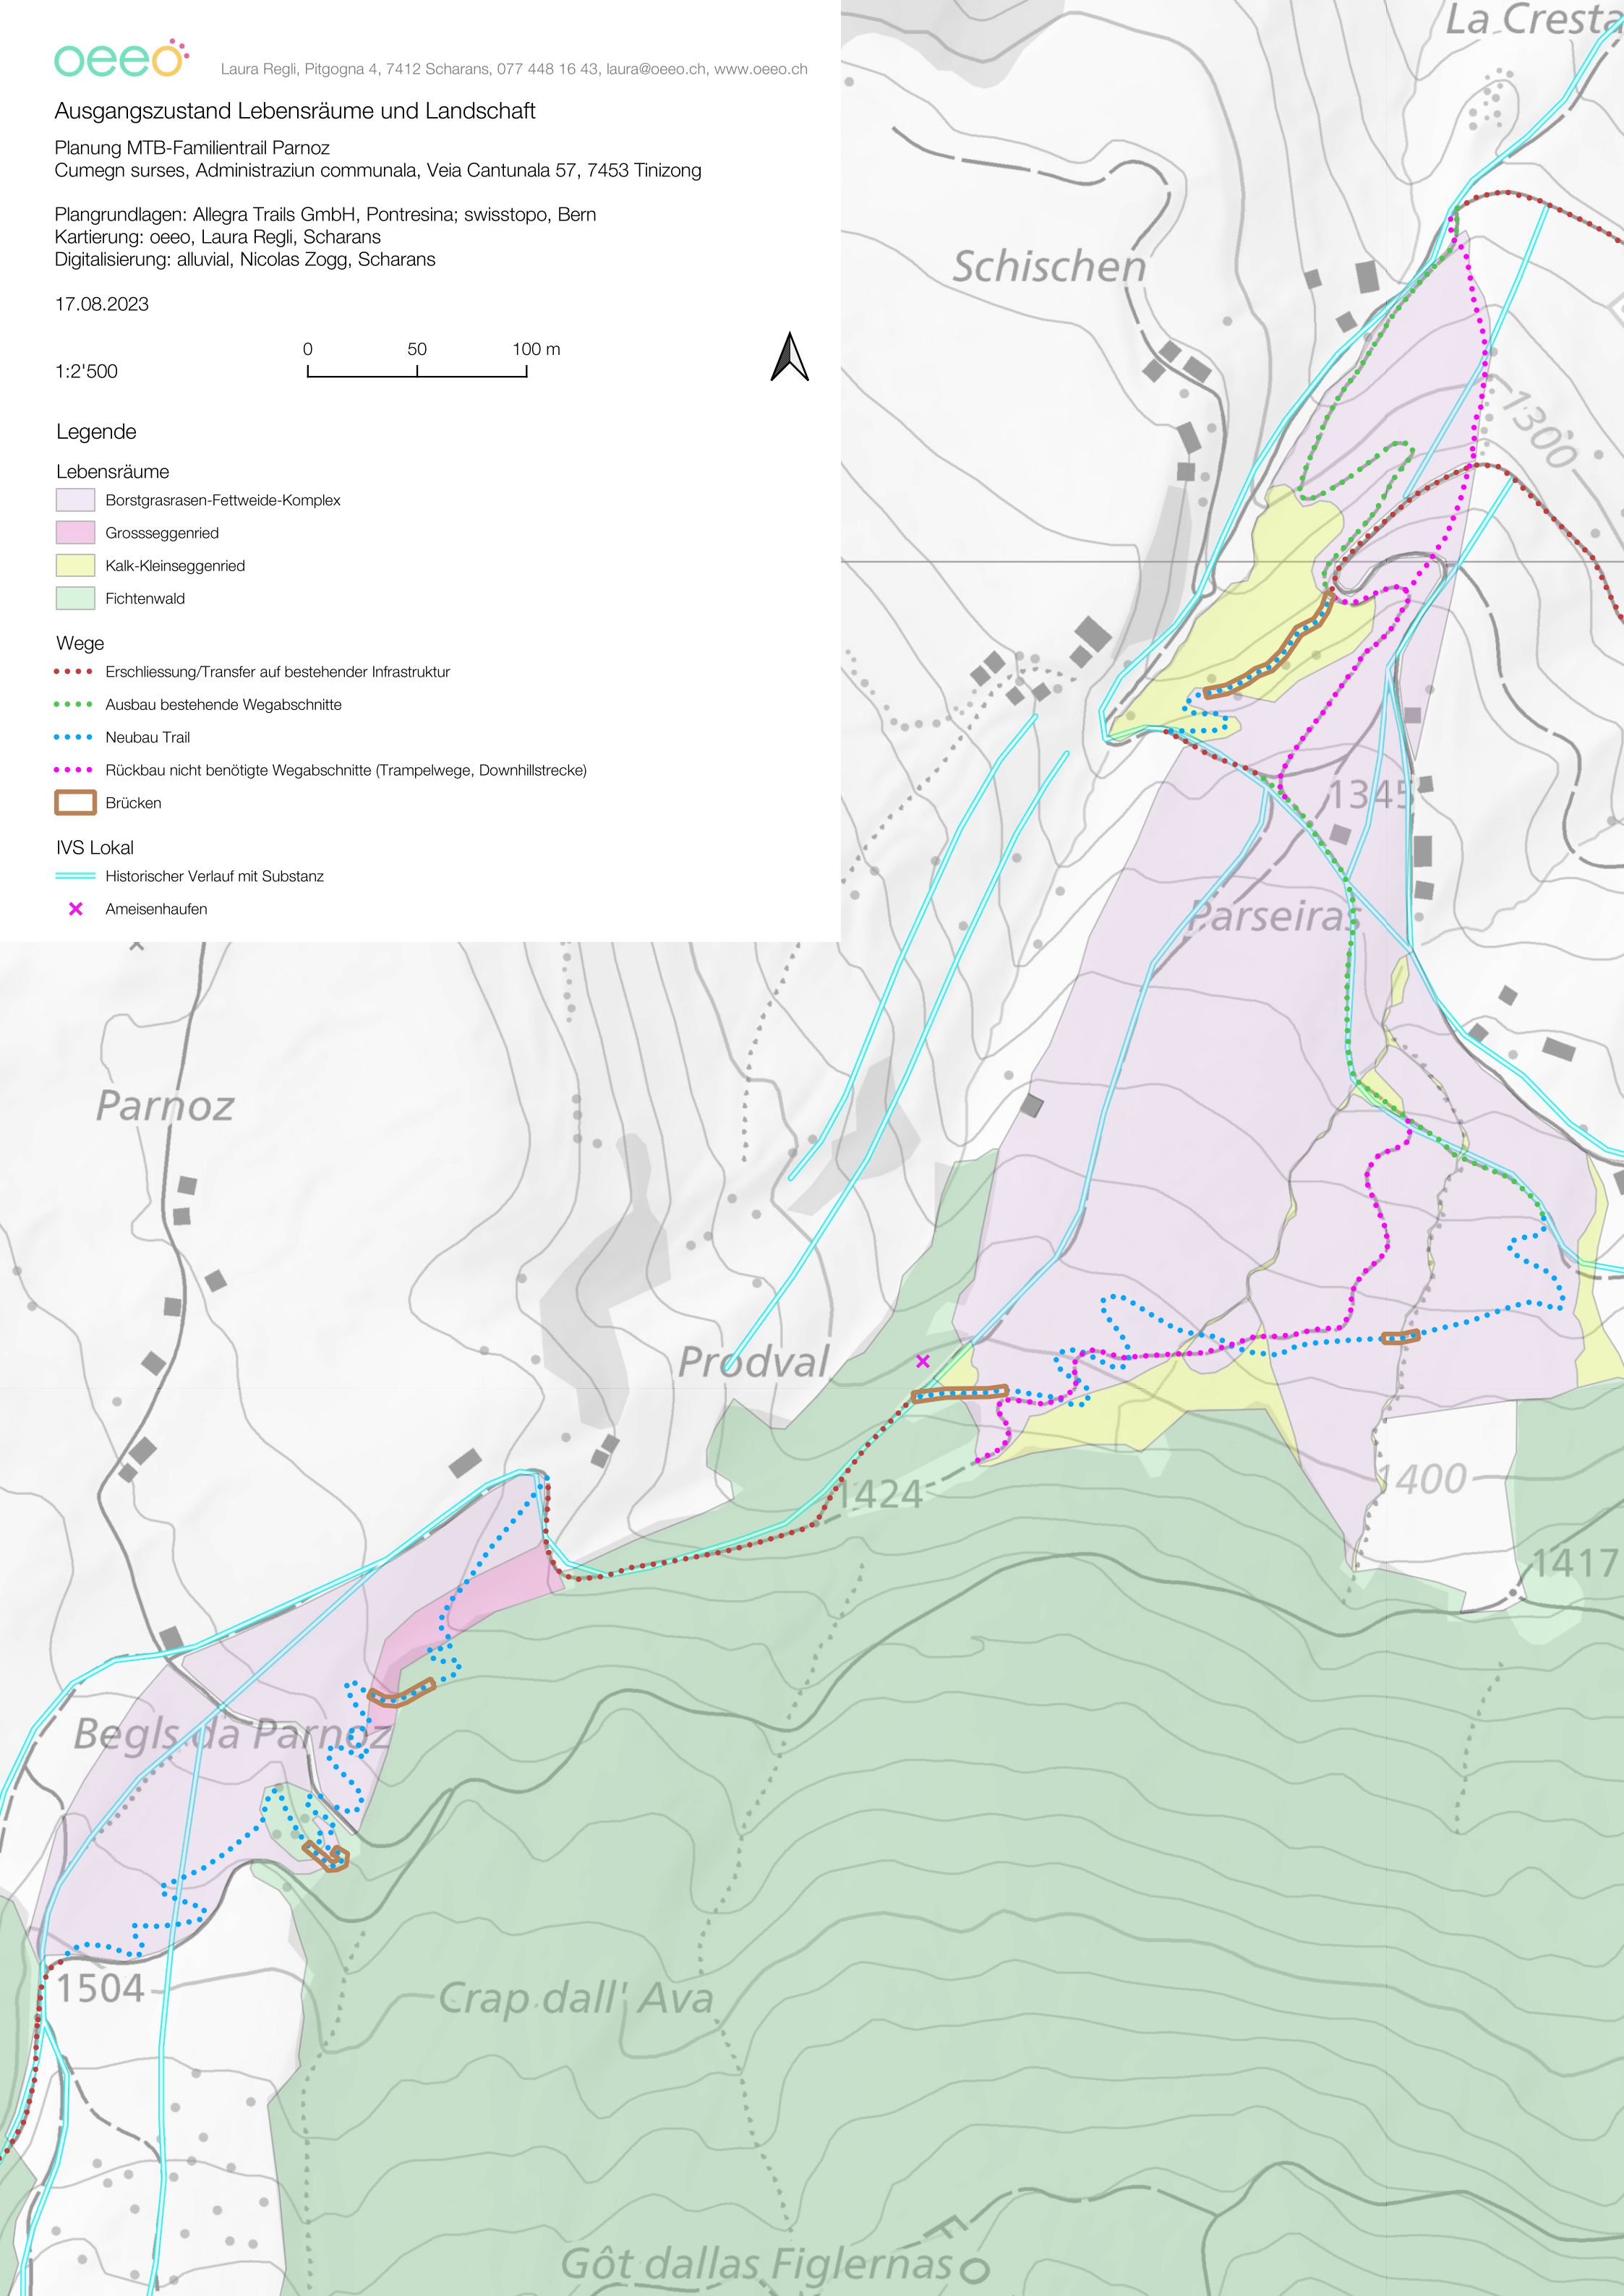 oeeo
Laura Regli, Pitgogna 4, 7412 Scharans, 077 448 16 43, laura@oeeo.ch, www.oeeo.ch
Ausgangszustand Lebensräume und Landschaft
Planung MTB-Familientrail Parnoz
Cumegn surses, Administraziun communala, Veia Cantunala 57, 7453 Tinizong
Plangrundlagen: Allegra Trails GmbH, Pontresina; swisstopo, Bern
Kartierung: oeeo, Laura Regli, Scharans
Digitalisierung: alluvial, Nicolas Zogg, Scharans
17.08.2023
0 50 100 m
1:2'500
Legende
Lebensräume
Borstgrasrasen-Fettweide-Komplex
Grossseggenried
Kalk-Kleinseggenried
Fichtenwald
Wege
Erschliessung/Transfer auf bestehender Infrastruktur
Ausbau bestehende Wegabschnitte
Neubau Trail
Rückbau nicht benötigte Wegabschnitte (Trampelwege, Downhillstrecke)
Brücken
IVS Lokal
Historischer Verlauf mit Substanz
Ameisenhaufen
La Cresta
Schischen
1300
1345
Parseiras
Parnoz
Prodval
1424
1400
1417
Begls da Parnoz
1504
Crap dall' Ava
Gôt dallas Figlernas